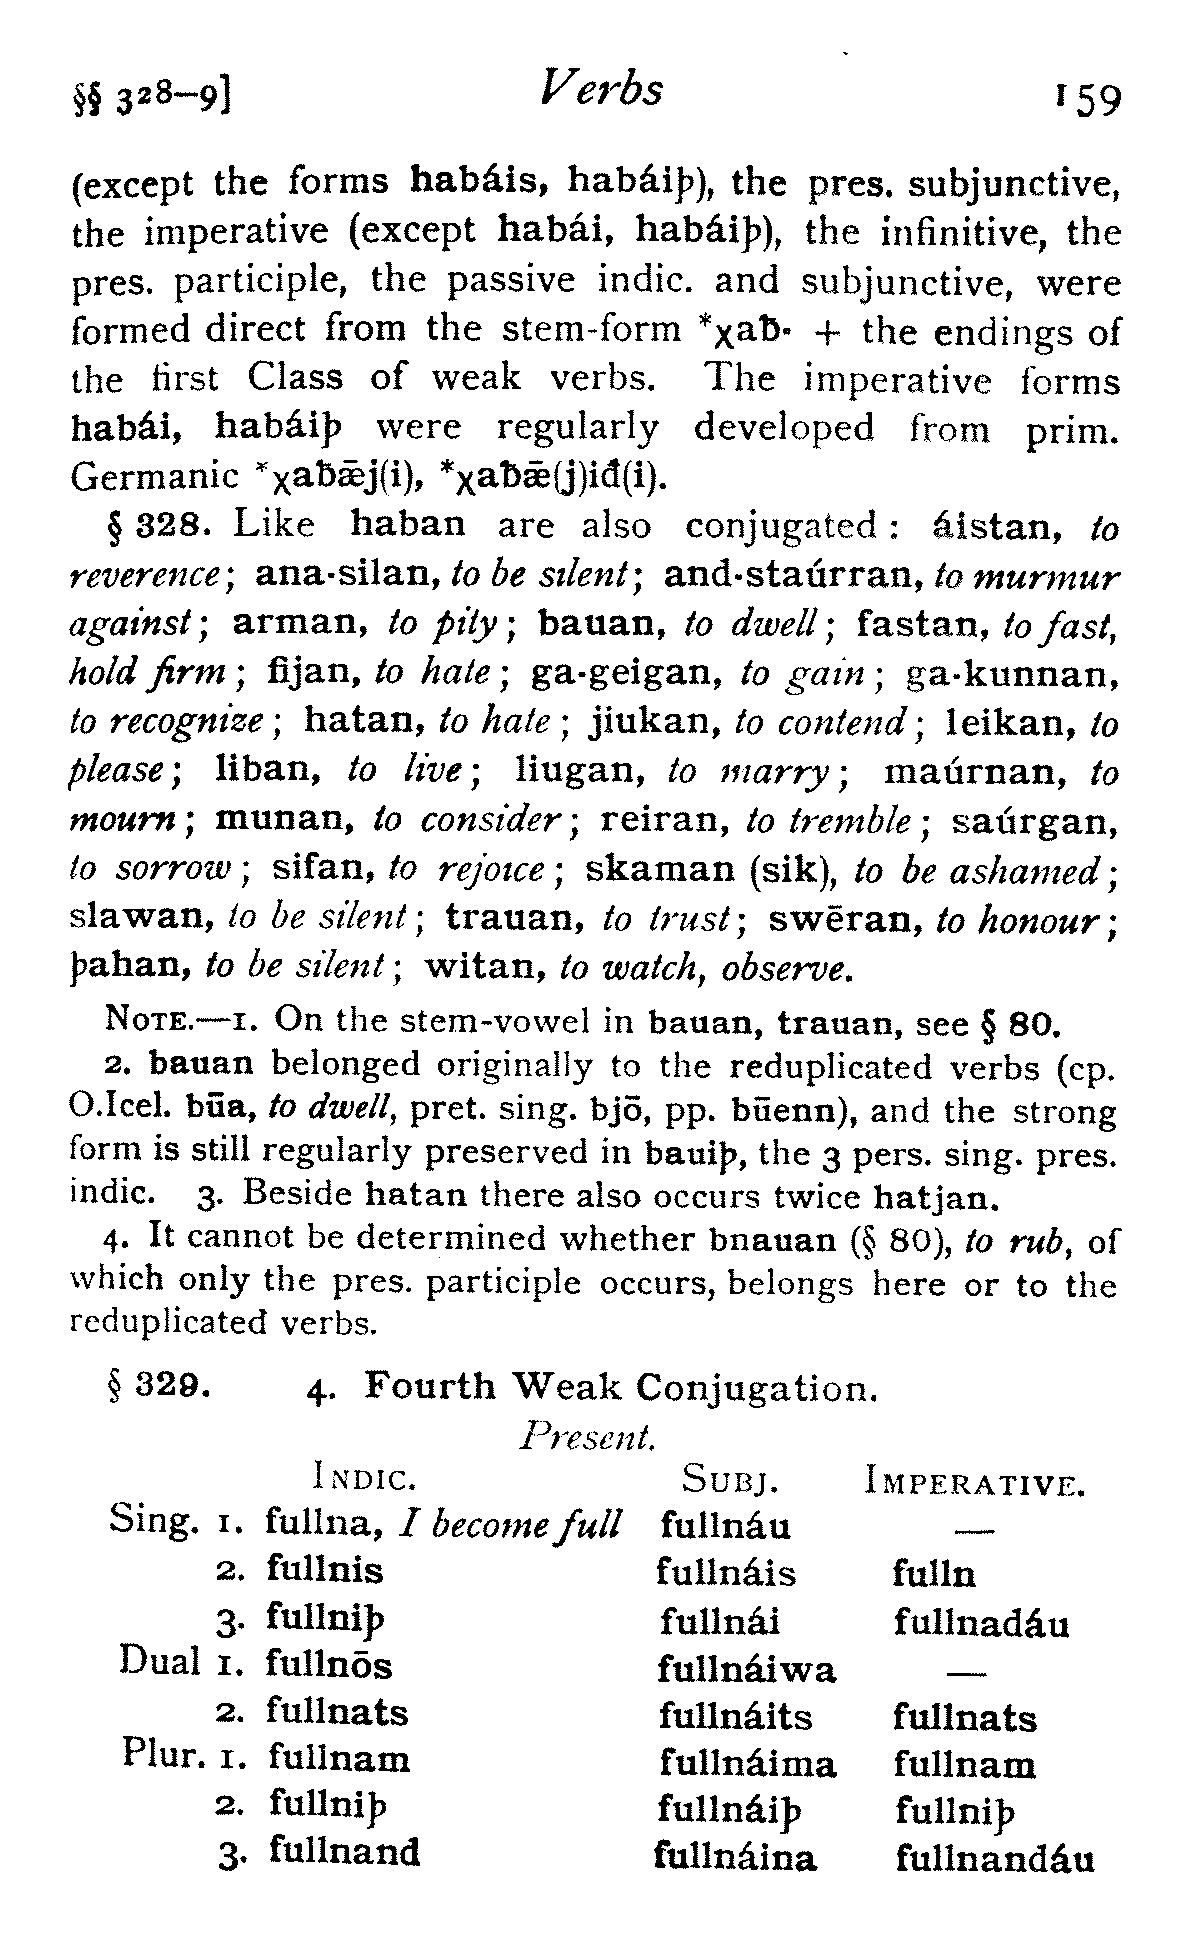 §§ 328–9] Verbs 159
(except the forms habáis, habáiþ), the pres. subjunctive,
the imperative (except habái, habáiþ), the infinitive, the
pres. participle, the passive indic. and subjunctive, were
formed direct from the stem-form *χaƀ- + the endings of
the first Class of weak verbs. The imperative forms
habái, habáiþ were regularly developed from prim.
Germanic *χaƀǣj(i), *χaƀǣ(j)iđ(i).
§ 328. Like haban are also conjugated : áistan, to
reverence; ana-silan, to be silent; and-staúrran, to murmur
against; arman, to pity; bauan, to dwell; fastan, to fast,
hold firm; fijan, to hate; ga-geigan, to gain; ga-kunnan,
to recognize; hatan, to hate; jiukan, to contend; leikan, to
please; liban, to live; liugan, to marry; maúrnan, to
mourn; munan, to consider; reiran, to tremble; saúrgan,
to sorrow; sifan, to rejoice; skaman (sik), to be ashamed;
slawan, to be silent; trauan, to trust; swēran, to honour;
þahan, to be silent; witan, to watch, observe.
NOTE.—1. On the stem-vowel in bauan, trauan, see § 80.
2. bauan belonged originally to the reduplicated verbs (cp.
O.Icel. būa, to dwell, pret. sing. bjō, pp. būenn), and the strong
form is still regularly preserved in bauiþ, the 3 pers. sing. pres.
indic. 3. Beside hatan there also occurs twice hatjan.
4. It cannot be determined whether bnauan (§ 80), to rub, of
which only the pres. participle occurs, belongs here or to the
reduplicated verbs.
§ 329. 4. Fourth Weak Conjugation.
Present.
INDIC. SUBJ. IMPERATIVE.
Sing. 1. fullna, I become full fullnáu —
2. fullnis fullnáis fulln
3. fullniþ fullnái fullnadáu
Dual 1. fullnōs fullnáiwa —
2. fullnats fullnáits fullnats
Plur. 1. fullnam fullnáima fullnam
2. fullniþ fullnáiþ fullniþ
3. fullnand fullnáina fullnandáu